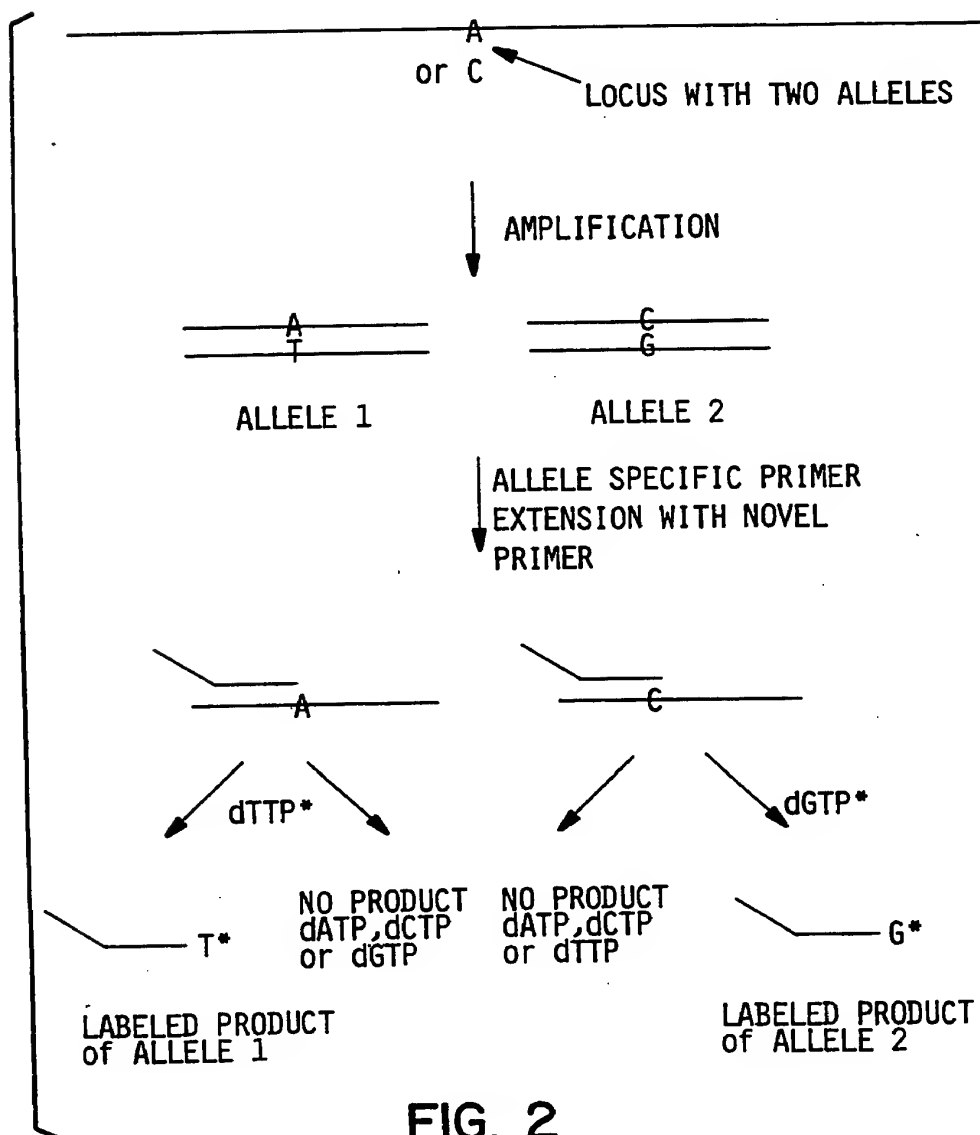 A
or C
LOCUS WITH TWO ALLELES
AMPLIFICATION
A
T
C
G
ALLELE 1
ALLELE 2
ALLELE SPECIFIC PRIMER
EXTENSION WITH NOVEL
PRIMER
A
C
dTTP*
dGTP*
T*
NO PRODUCT
dATP,dCTP
or dGTP
NO PRODUCT
dATP,dCTP
or dTTP
G*
LABELED PRODUCT
of ALLELE 1
LABELED PRODUCT
of ALLELE 2
FIG. 2